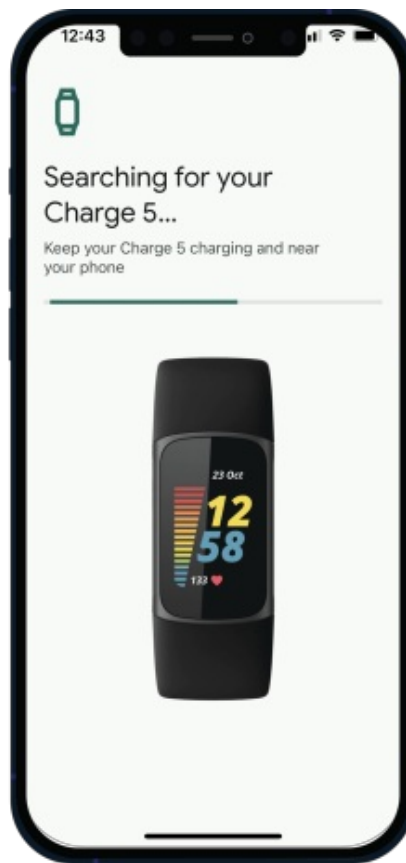 12:43
Searching for your
Charge 5...
Keep your Charge 5 charging and near
your phone
23 Oct
12
58
133